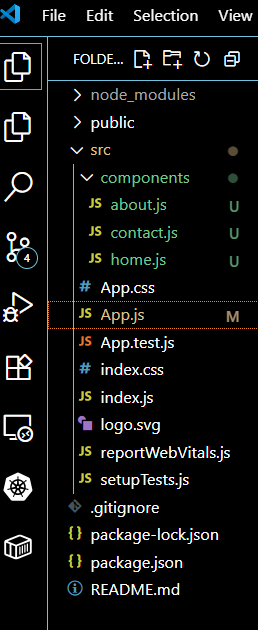 File Edit Selection View
FOLDE...
node_modules
public
src
components
JS about.js U
JS contact.js U
JS home.js U
# App.css
JS App.js M
JS App.test.js
# index.css
JS index.js
logo.svg
JS reportWebVitals.js
JS setupTests.js
.gitignore
{} package-lock.json
{} package.json
README.md
4